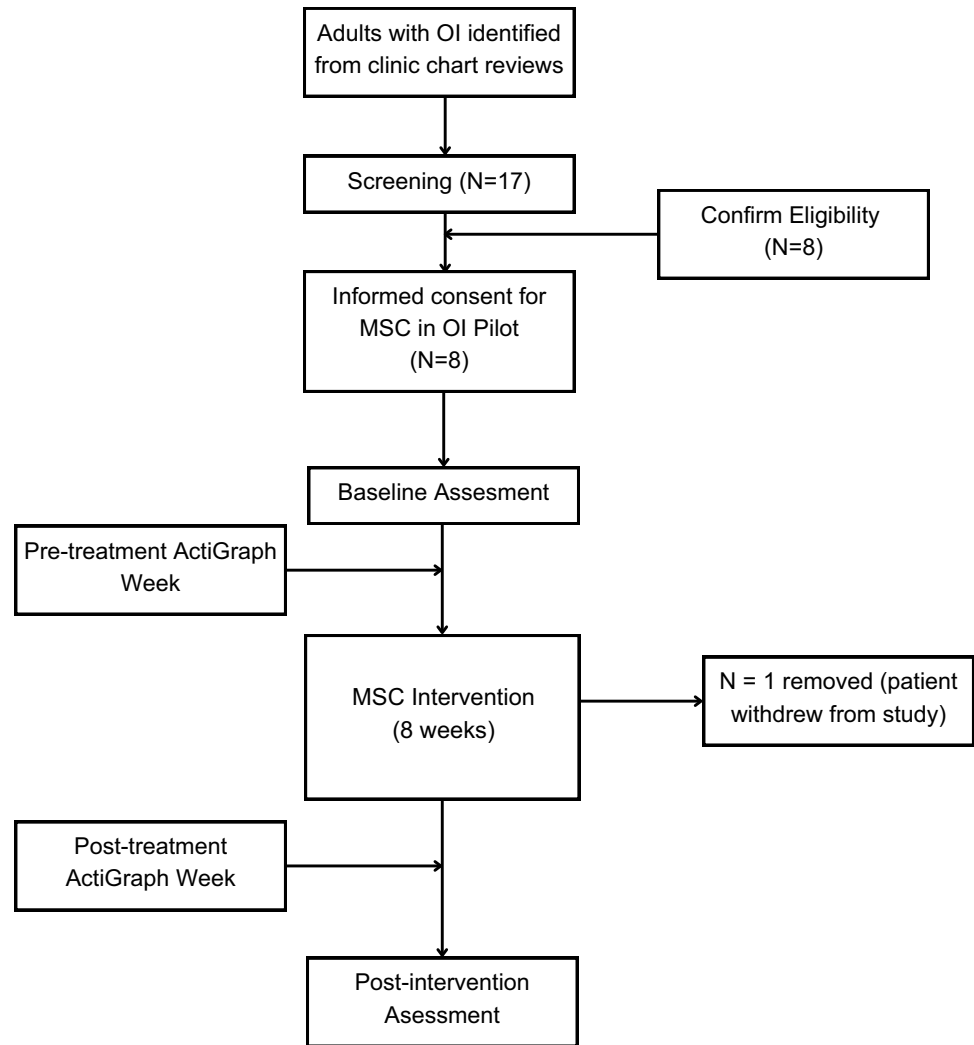 Adults with OI identified
from clinic chart reviews
Screening (N=17)
Confirm Eligibility
(N=8)
Informed consent for
MSC in OI Pilot
(N=8)
Baseline Assesment
Pre-treatment ActiGraph
Week
MSC Intervention
(8 weeks)
N = 1 removed (patient
withdrew from study)
Post-treatment
ActiGraph Week
Post-intervention
Asessment